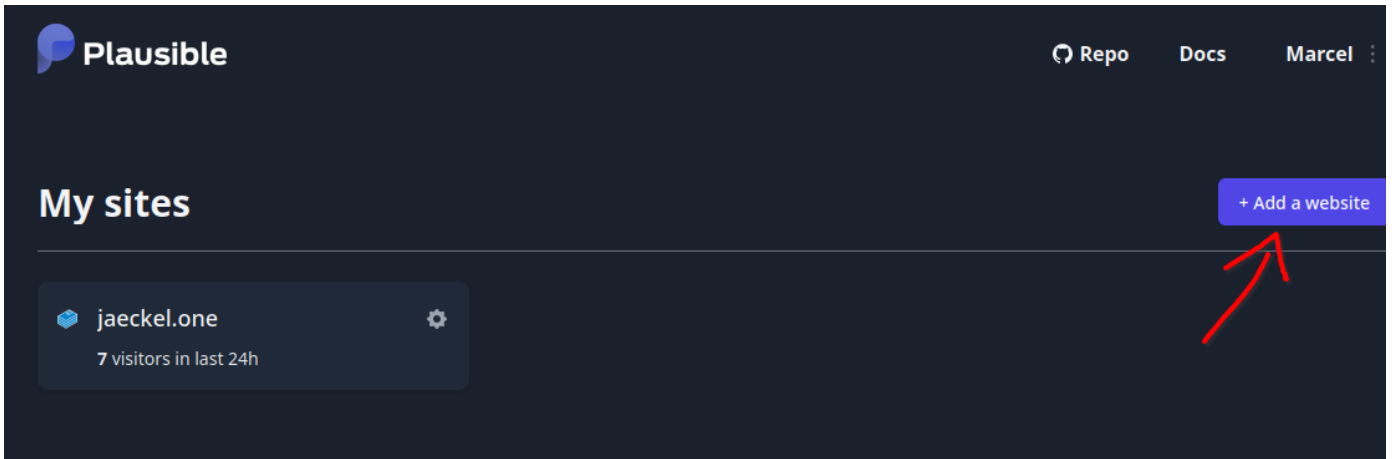 Plausible
Repo Docs Marcel
My sites
+ Add a website
jaeckel.one
7 visitors in last 24h